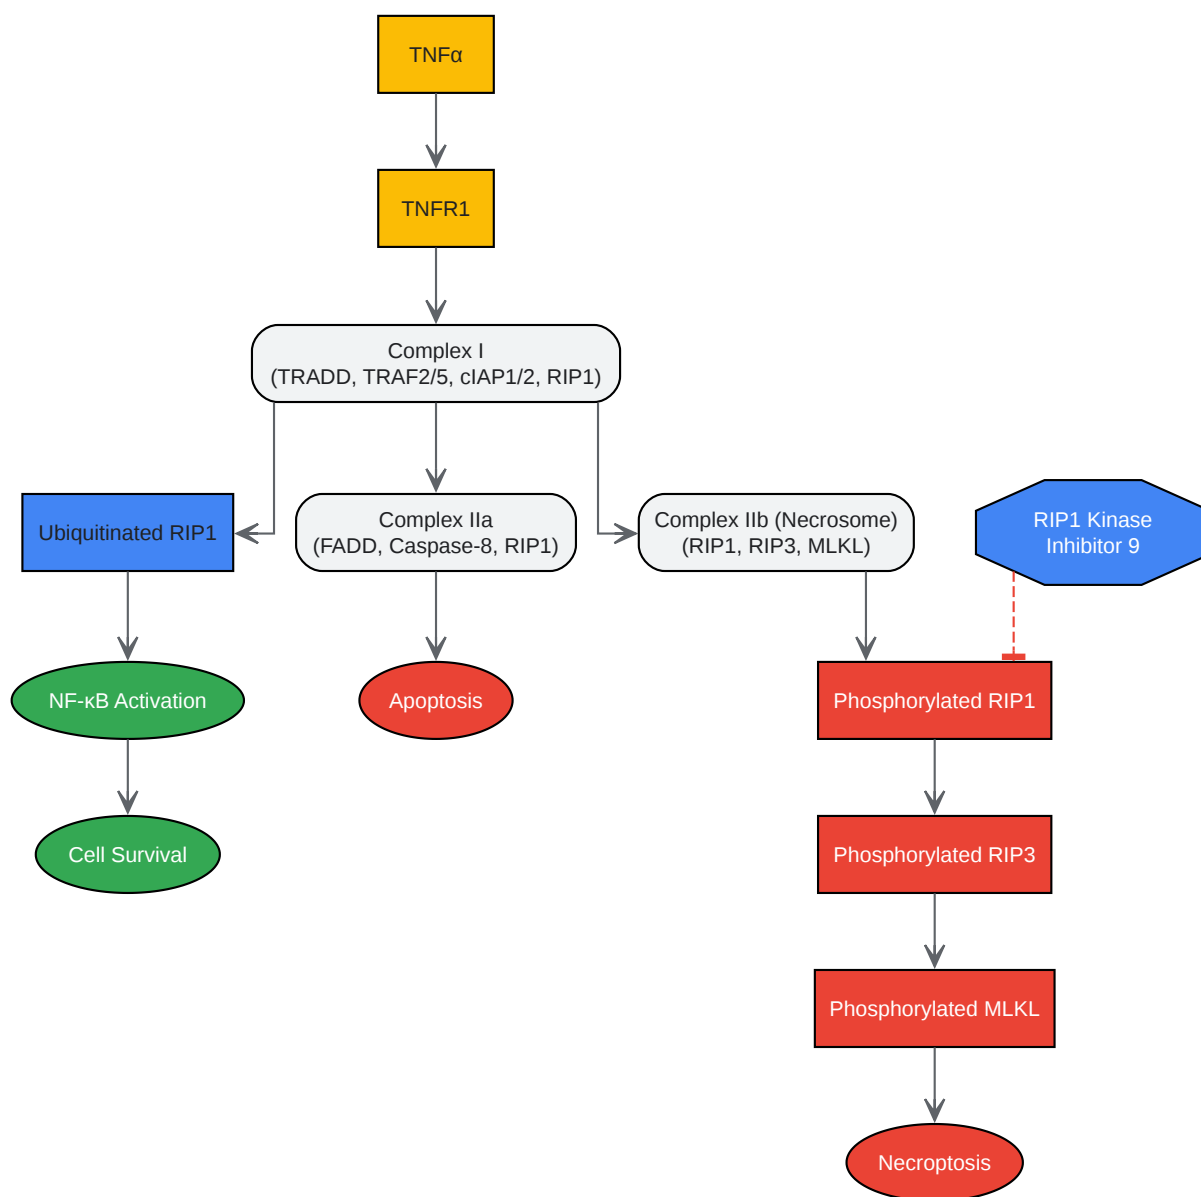 TNFα
TNFR1
Complex I
(TRADD, TRAF2/5, cIAP1/2, RIP1)
Ubiquitinated RIP1
Complex IIa
(FADD, Caspase-8, RIP1)
Complex IIb (Necrosome)
(RIP1, RIP3, MLKL)
RIP1 Kinase
Inhibitor 9
NF-κB Activation
Apoptosis
Phosphorylated RIP1
Cell Survival
Phosphorylated RIP3
Phosphorylated MLKL
Necroptosis